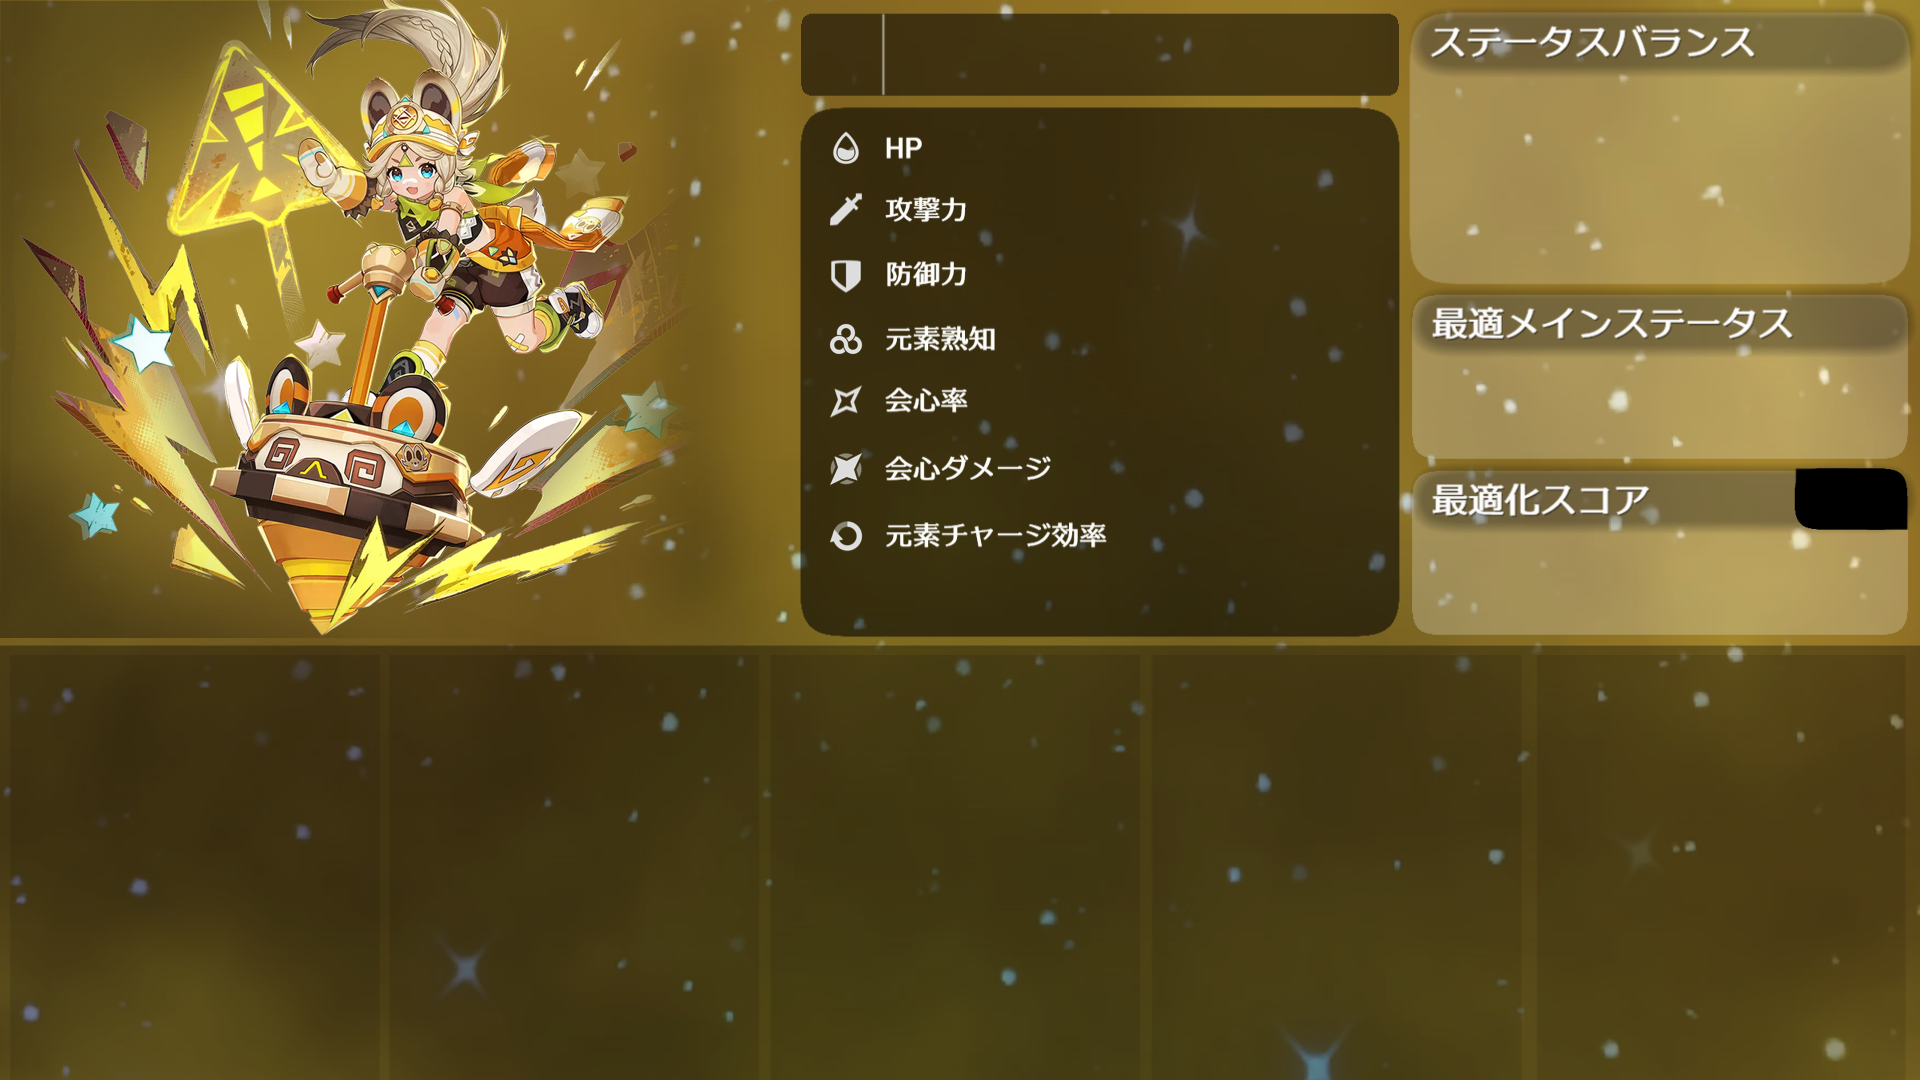 HP
攻撃力
防御力
元素熟知
会心率
会心ダメージ
元素チャージ効率
ステータスバランス
最適メインステータス
最適化スコア